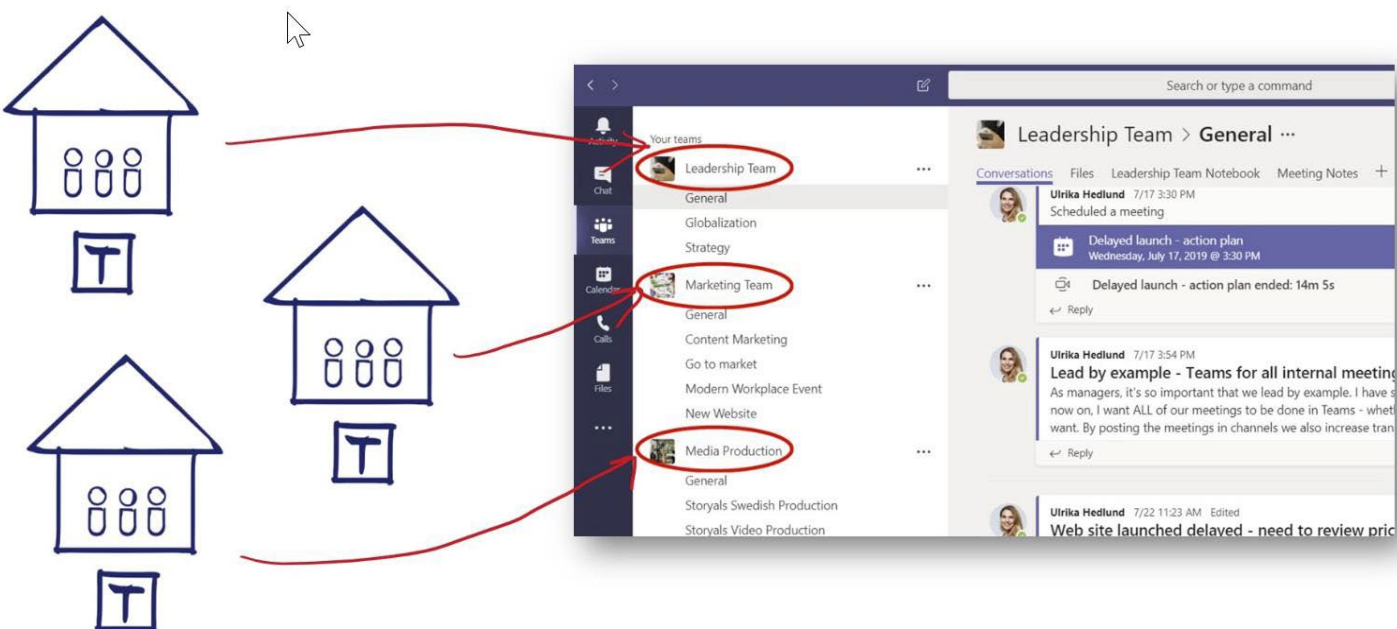 T
T
T
Search or type a command
Activity
Chat
Teams
Calendar
Calls
Files
Your teams
Leadership Team
General
Globalization
Strategy
Marketing Team
General
Content Marketing
Go to market
Modern Workplace Event
New Website
Media Production
General
Storyals Swedish Production
Storyals Video Production
Leadership Team > General ...
Conversations Files Leadership Team Notebook Meeting Notes +
Ulrika Hedlund 7/17 3:30 PM
Scheduled a meeting
Delayed launch - action plan
Wednesday, July 17, 2019 @ 3:30 PM
Delayed launch - action plan ended: 14m 5s
Reply
Ulrika Hedlund 7/17 3:54 PM
Lead by example - Teams for all internal meeting
As managers, it's so important that we lead by example. I have s
now on, I want ALL of our meetings to be done in Teams - whet
want. By posting the meetings in channels we also increase tran
Reply
Ulrika Hedlund 7/22 11:23 AM Edited
Web site launched delayed - need to review pric